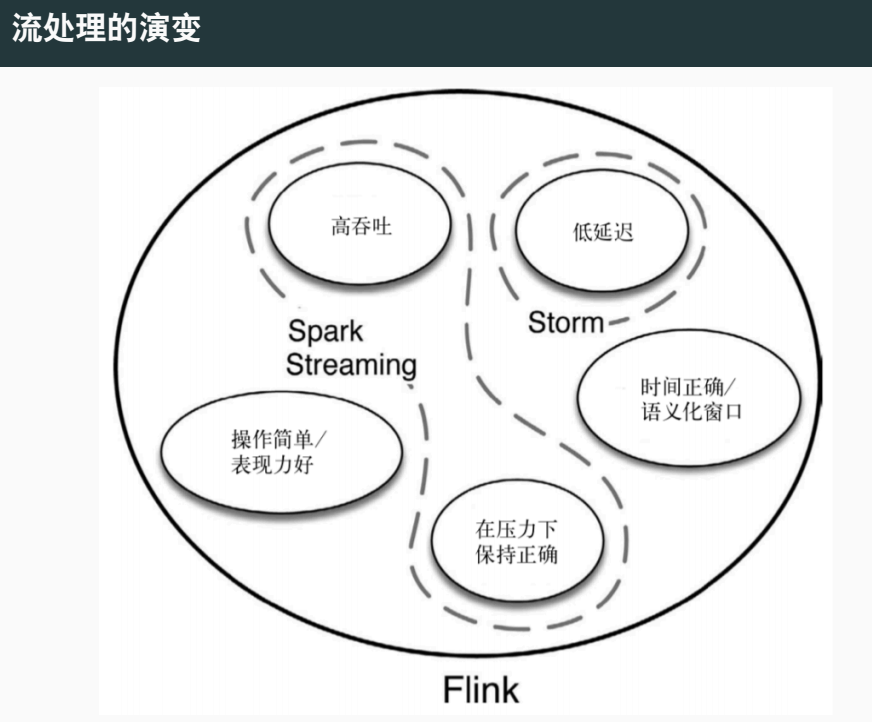 流处理的演变
高吞吐
低延迟
Spark
Streaming
Storm
时间正确/
语义化窗口
操作简单/
表现力好
在压力下
保持正确
Flink